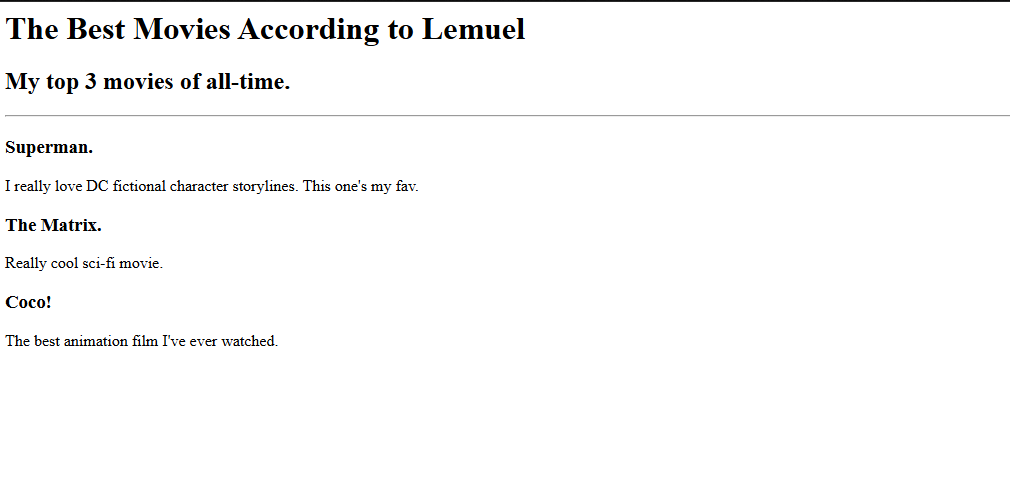 The Best Movies According to Lemuel
My top 3 movies of all-time.
Superman.
I really love DC fictional character storylines. This one's my fav.
The Matrix.
Really cool sci-fi movie.
Coco!
The best animation film I've ever watched.